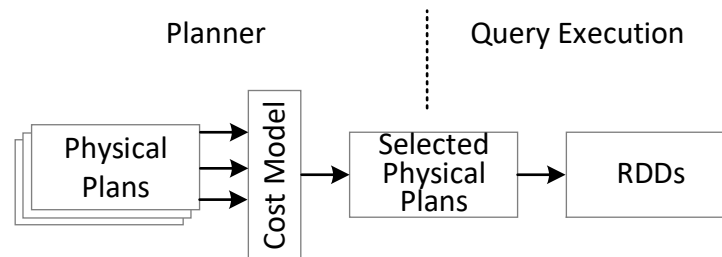 Planner
Query Execution
Physical
Plans
Cost Model
Selected
Physical
Plans
RDDs